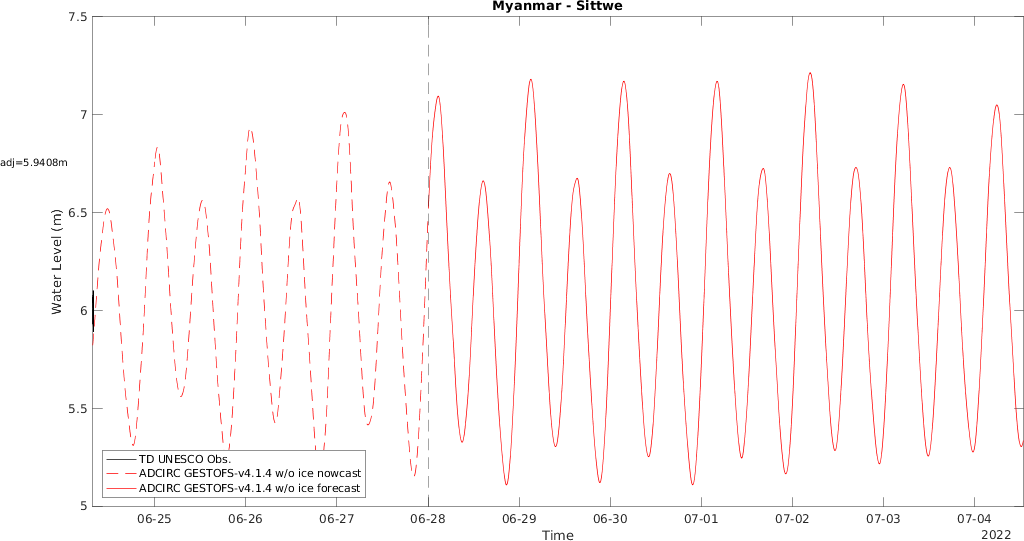 Myanmar - Sittwe
7.5
7
adj=5.9408m
6.5
Water Level (m)
6
5.5
5
TD UNESCO Obs.
ADCIRC GESTOFS-v4.1.4 w/o ice nowcast
ADCIRC GESTOFS-v4.1.4 w/o ice forecast
06-25 06-26 06-27 06-28 06-29 06-30 07-01 07-02 07-03 07-04
Time
2022